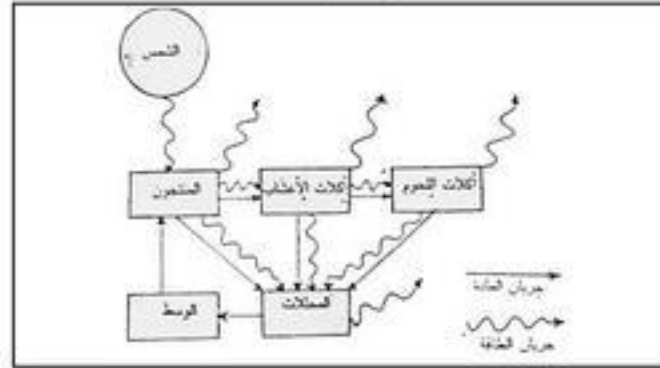 الشمس
المنتجون
آكلات الأعشاب
آكلات اللحوم
المحللات
الوسط
جريان المادة
جريان الطاقة